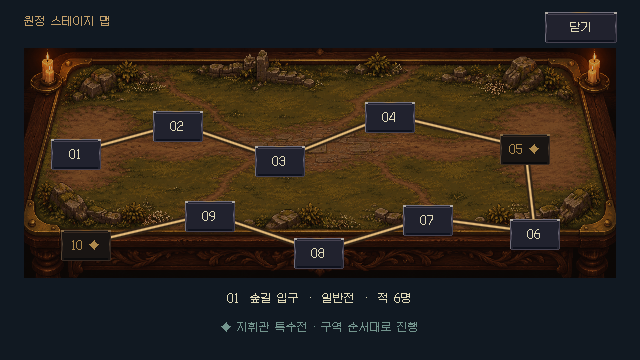 원정 스테이지 맵
닫기
01
02
03
04
05 ✦
06
07
08
09
10 ✦
01 숲길 입구 · 일반전 · 적 6명
✦ 지휘관 특수전 · 구역 순서대로 진행